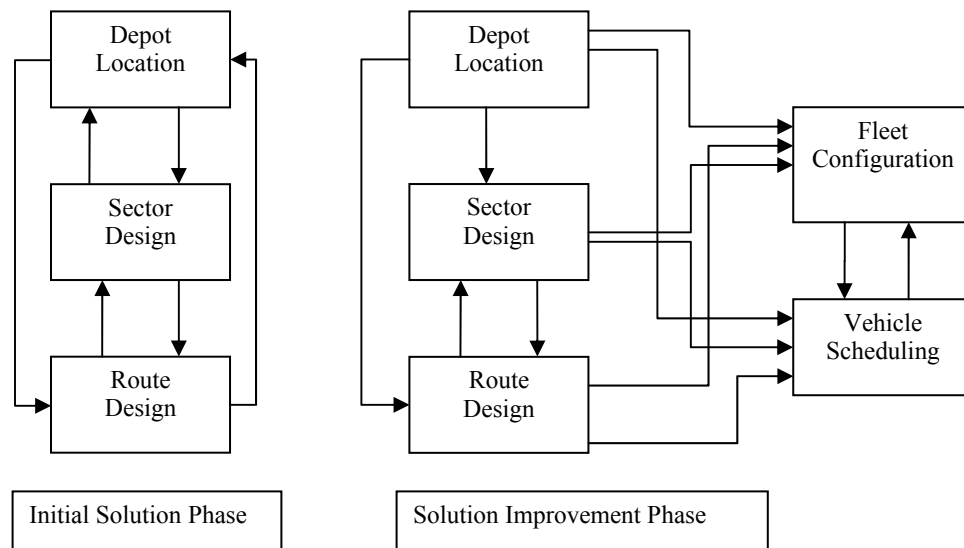 Depot
Location
Sector
Design
Route
Design
Initial Solution Phase
Depot
Location
Sector
Design
Route
Design
Fleet
Configuration
Vehicle
Scheduling
Solution Improvement Phase